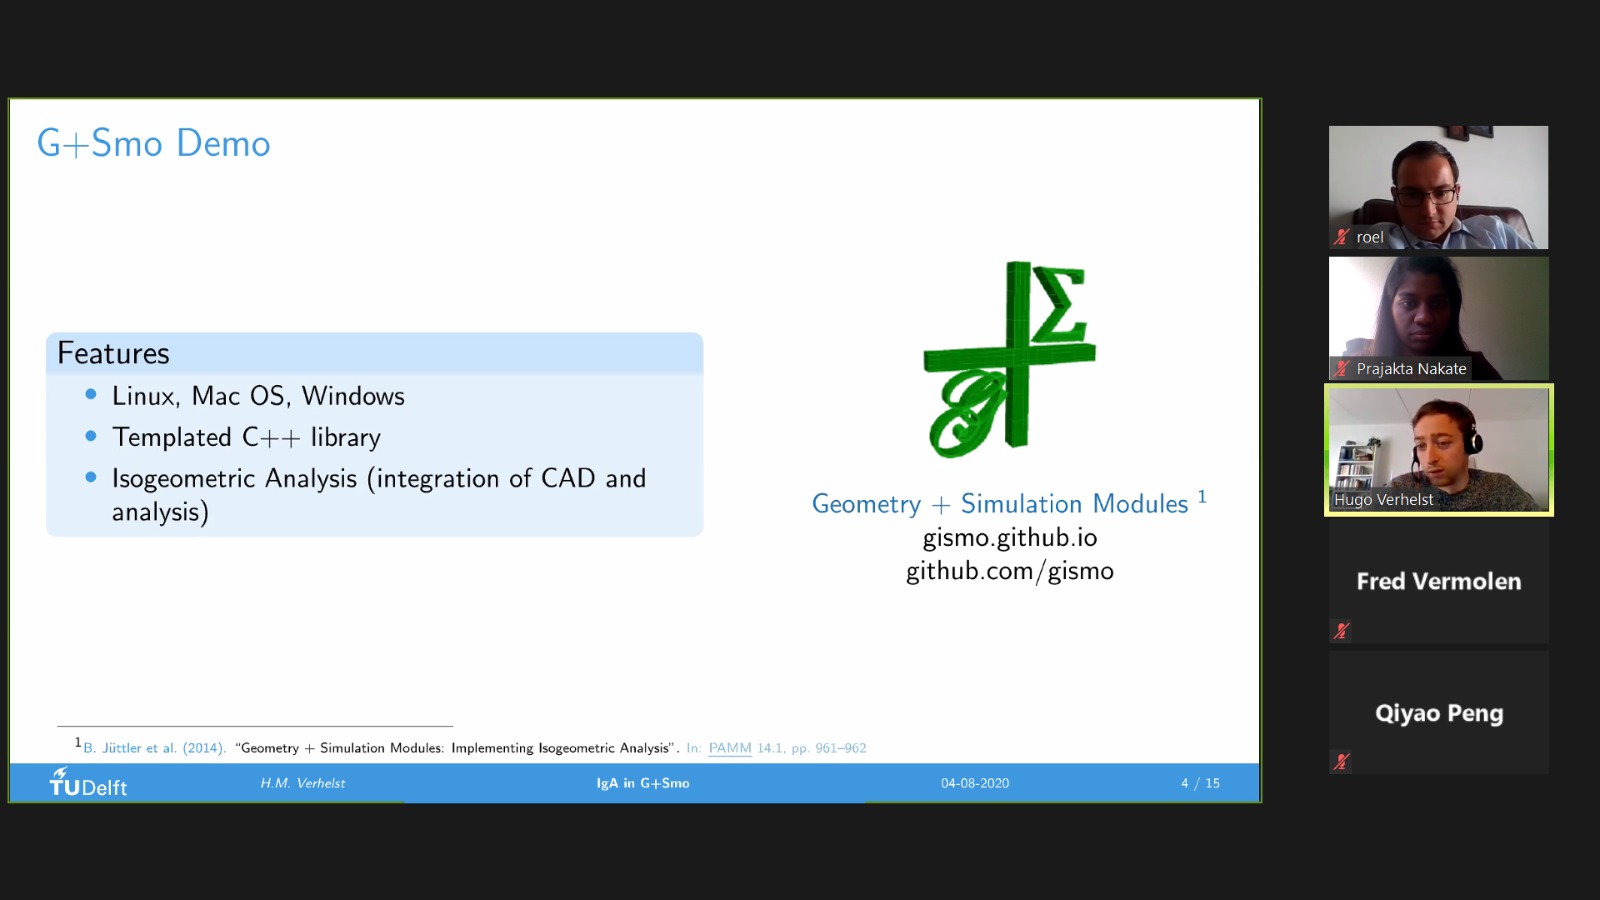 G+Smo Demo
Features
Linux, Mac OS, Windows
Templated C++ library
Isogeometric Analysis (integration of CAD and
analysis)
Geometry + Simulation Modules 1
gismo.github.io
github.com/gismo
1B. Jüttler et al. (2014). “Geometry + Simulation Modules: Implementing Isogeometric Analysis”. In: PAMM 14.1, pp. 961–962
TUDelft
H.M. Verhelst
IgA in G+Smo
04-08-2020
4 / 15
roel
Prajakta Nakate
Hugo Verhelst
Fred Vermolen
Qiyao Peng